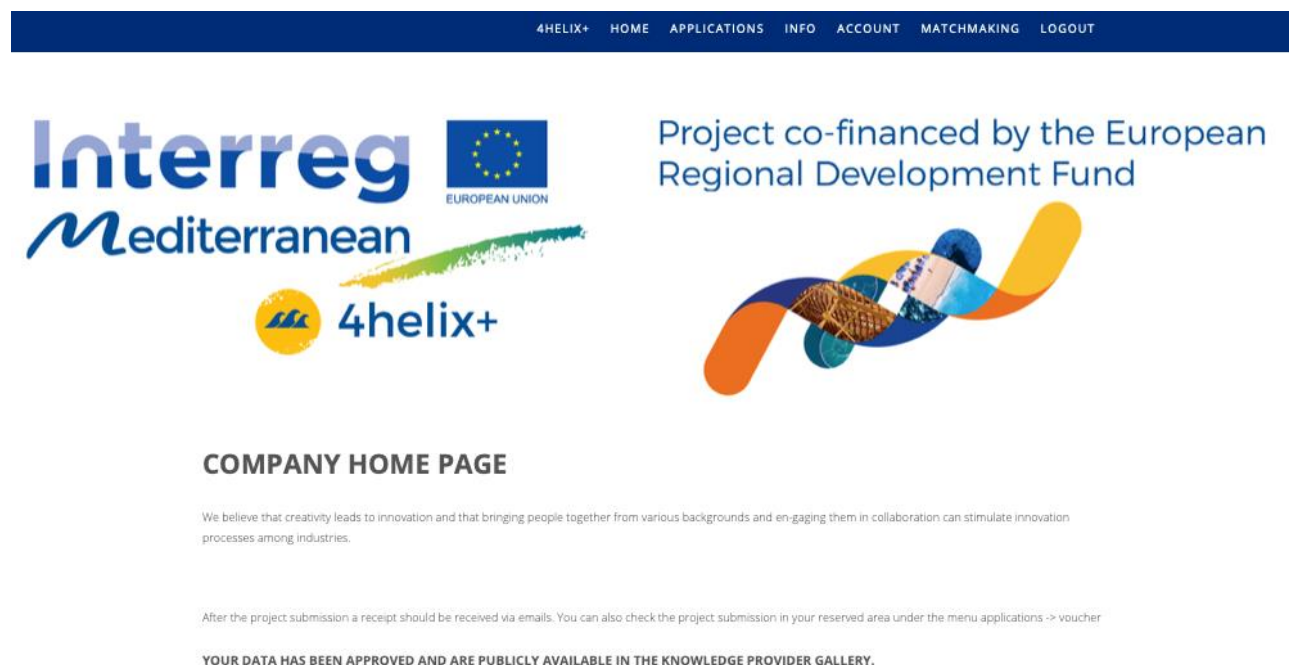 4HELIX+ HOME APPLICATIONS INFO ACCOUNT MATCHMAKING LOGOUT
Interreg
EUROPEAN UNION
Mediterranean
4helix+
Project co-financed by the European
Regional Development Fund
COMPANY HOME PAGE
We believe that creativity leads to innovation and that bringing people together from various backgrounds and en-gaging them in collaboration can stimulate innovation
processes among industries.
After the project submission a receipt should be received via emails. You can also check the project submission in your reserved area under the menu applications -> voucher
YOUR DATA HAS BEEN APPROVED AND ARE PUBLICLY AVAILABLE IN THE KNOWLEDGE PROVIDER GALLERY.